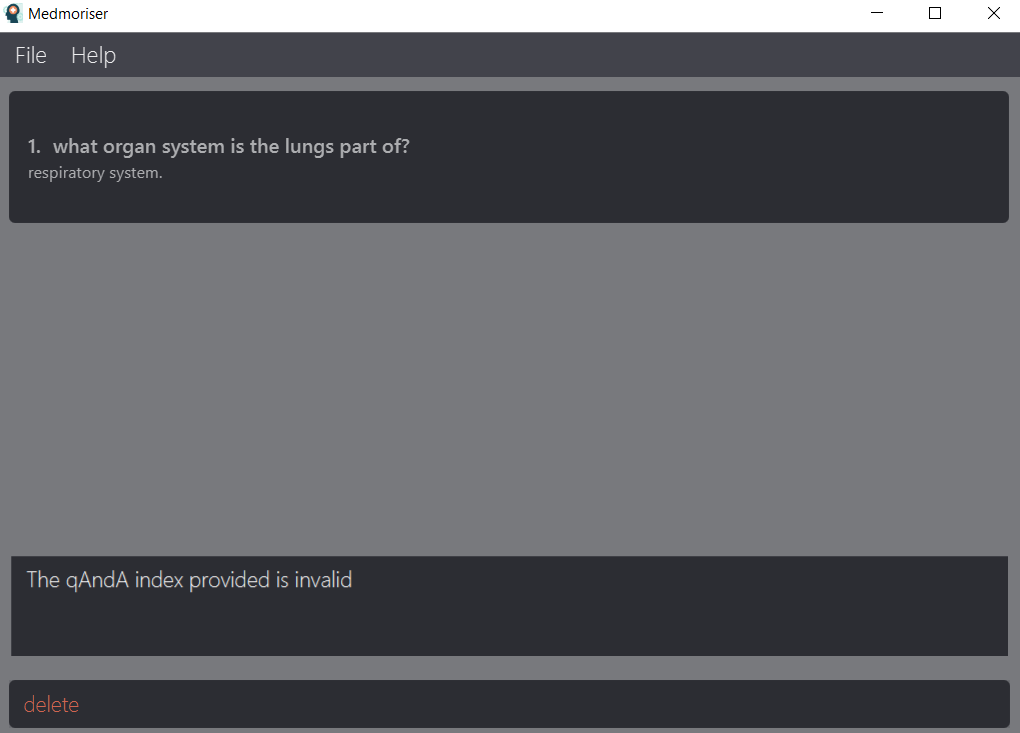 Medmoriser
File Help
1. what organ system is the lungs part of?
respiratory system.
The qAndA index provided is invalid
delete